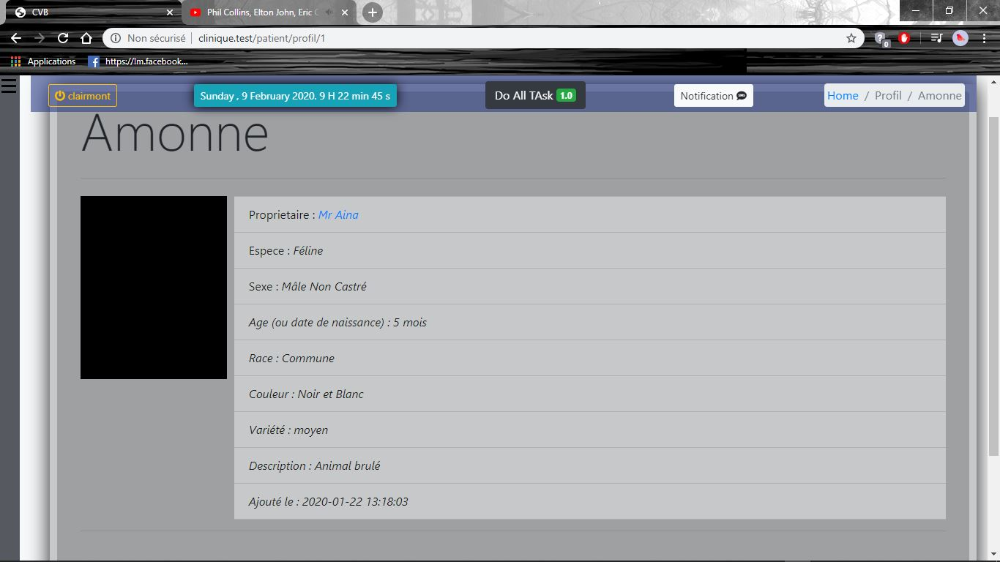 CVB
Phil Collins, Elton John, Eric C
Non sécurisé
clinique.test/patient/profil/1
0
Applications
https://lm.facebook...
clairmont
Sunday , 9 February 2020. 9 H 22 min 45 s
Do All TAsk 1.0
Notification
Home / Profil / Amonne
Amonne
Proprietaire : Mr Aina
Espece : Féline
Sexe : Mâle Non Castré
Age (ou date de naissance) : 5 mois
Race : Commune
Couleur : Noir et Blanc
Variété : moyen
Description : Animal brulé
Ajouté le : 2020-01-22 13:18:03